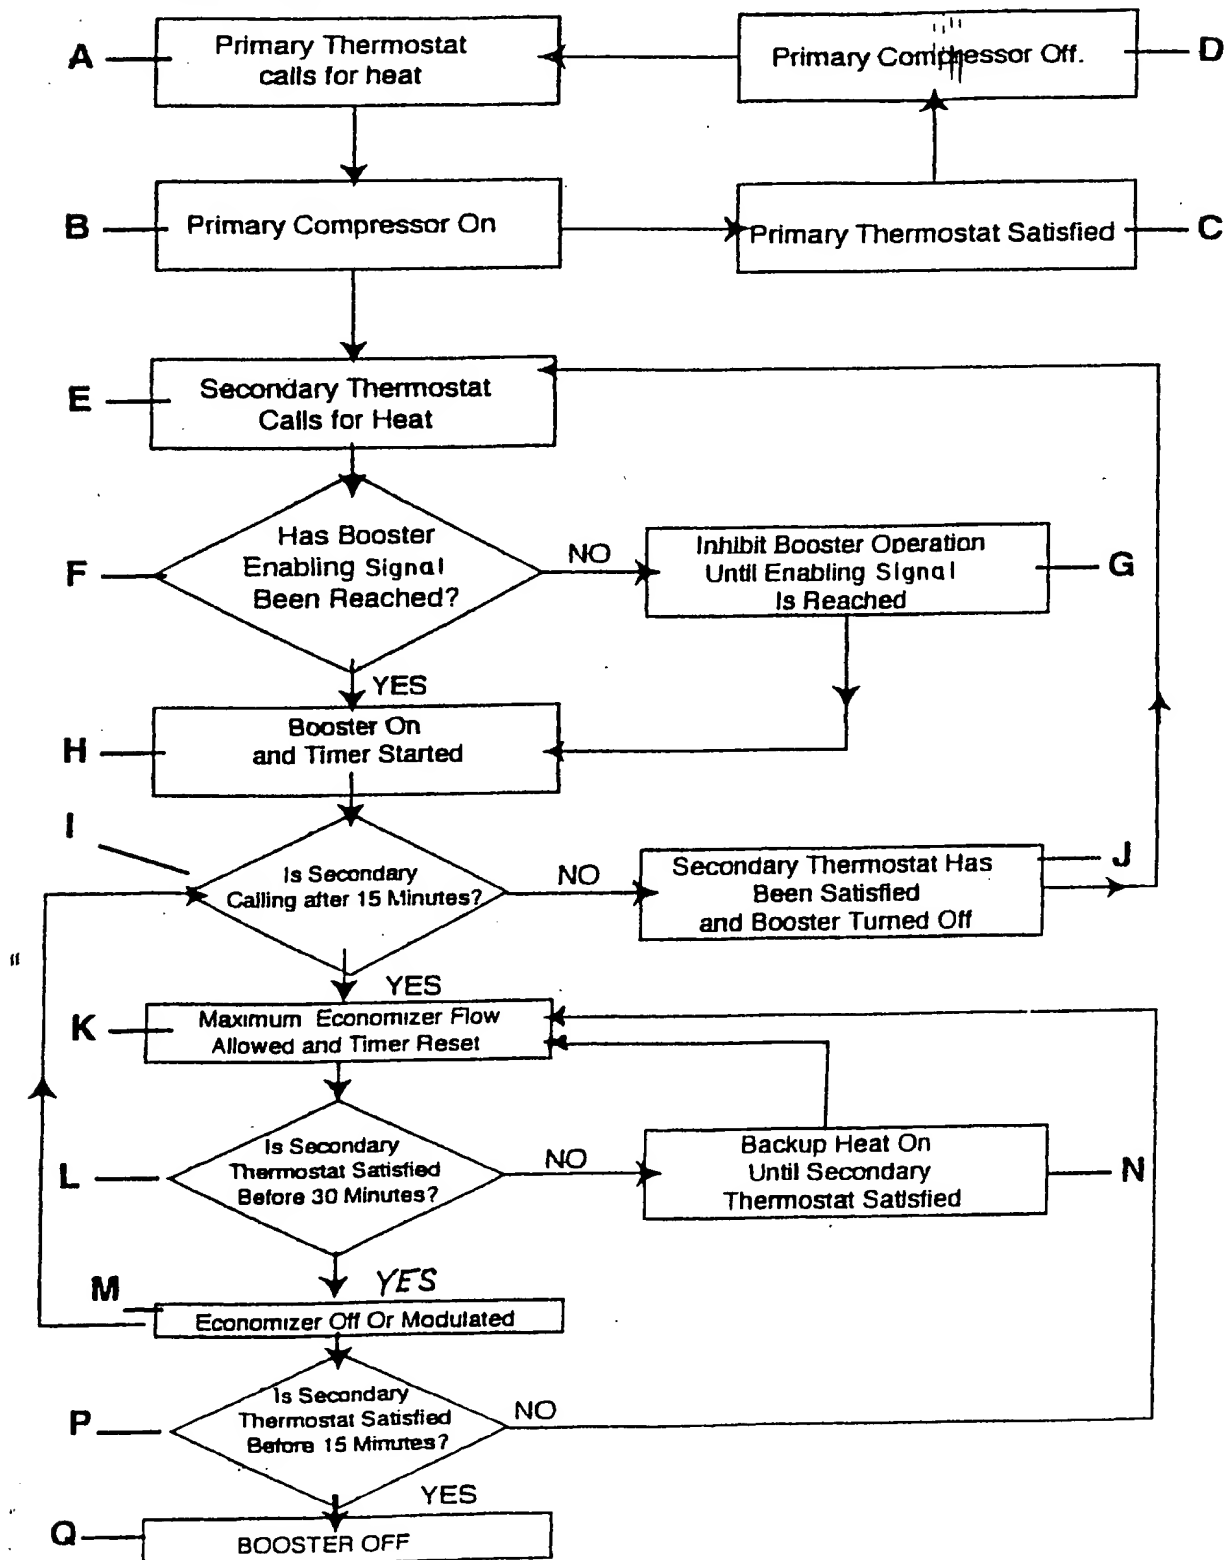 A
Primary Thermostat
calls for heat
Primary Compressor Off.
D
B
Primary Compressor On
Primary Thermostat Satisfied
C
E
Secondary Thermostat
Calls for Heat
F
Has Booster
Enabling Signal
Been Reached?
NO
Inhibit Booster Operation
Until Enabling Signal
Is Reached
G
YES
H
Booster On
and Timer Started
I
Is Secondary
Calling after 15 Minutes?
NO
Secondary Thermostat Has
Been Satisfied
and Booster Turned Off
J
YES
K
Maximum Economizer Flow
Allowed and Timer Reset
L
Is Secondary
Thermostat Satisfied
Before 30 Minutes?
NO
Backup Heat On
Until Secondary
Thermostat Satisfied
N
YES
M
Economizer Off Or Modulated
P
Is Secondary
Thermostat Satisfied
Before 15 Minutes?
NO
YES
Q
BOOSTER OFF